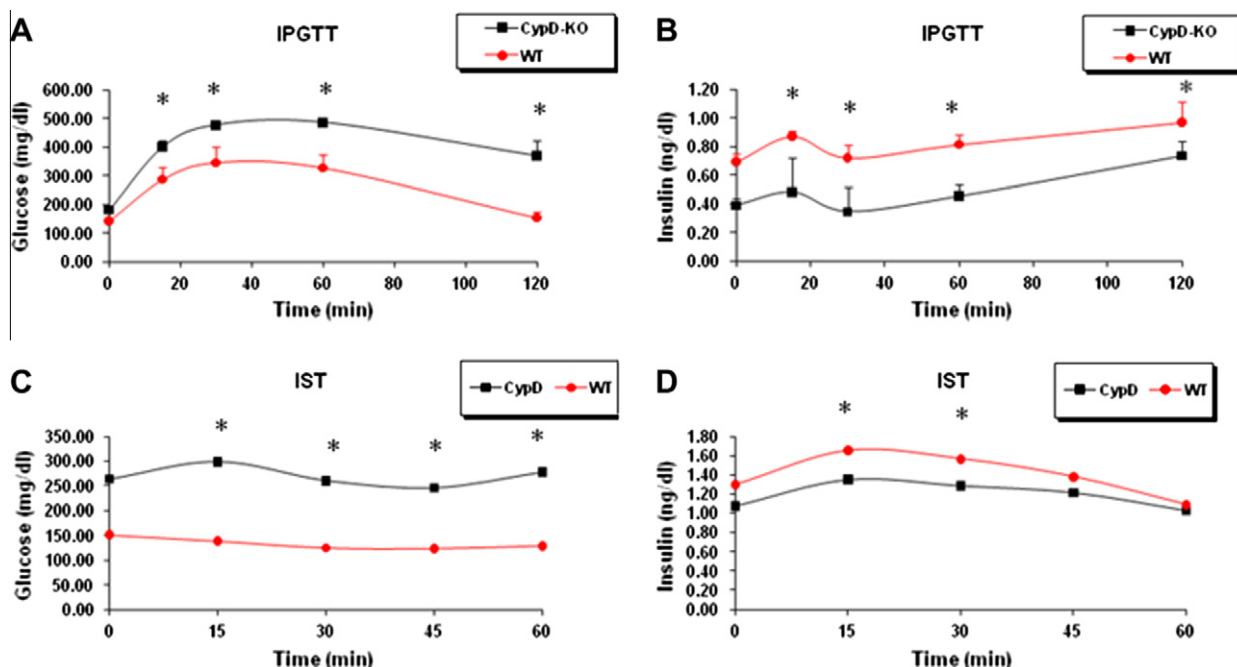 A
IPGTT
CypD-KO
WT
Glucose (mg/dl)
600.00
500.00
400.00
300.00
200.00
100.00
0.00
* * * *
0 20 40 60 80 100 120
Time (min)
B
IPGTT
CypD-KO
WT
Insulin (ng/dl)
1.20
1.00
0.80
0.60
0.40
0.20
0.00
* * * *
0 20 40 60 80 100 120
Time (min)
C
IST
CypD WT
Glucose (mg/dl)
350.00
300.00
250.00
200.00
150.00
100.00
50.00
0.00
* * * *
0 15 30 45 60
Time (min)
D
IST
CypD WT
Insulin (ng/dl)
1.80
1.60
1.40
1.20
1.00
0.80
0.60
0.40
0.20
0.00
* *
0 15 30 45 60
Time (min)